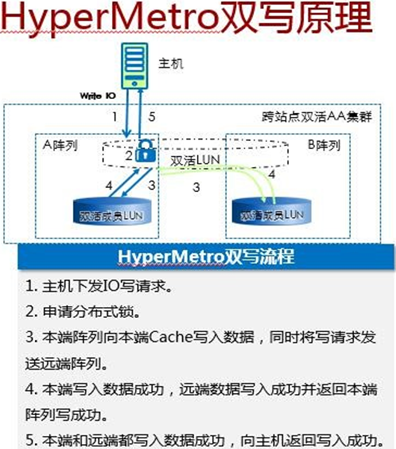 HyperMetro双写原理
主机
Write IO
1
5
跨站点双活AA集群
A阵列
B阵列
2
双活LUN
4
3
3
4
双活成员LUN
双活成员LUN
HyperMetro双写流程
1. 主机下发IO写请求。
2. 申请分布式锁。
3. 本端阵列向本端Cache写入数据，同时将写请求发
送远端阵列。
4. 本端写入数据成功，远端数据写入成功并返回本端
阵列写成功。
5. 本端和远端都写入数据成功，向主机返回写入成功。